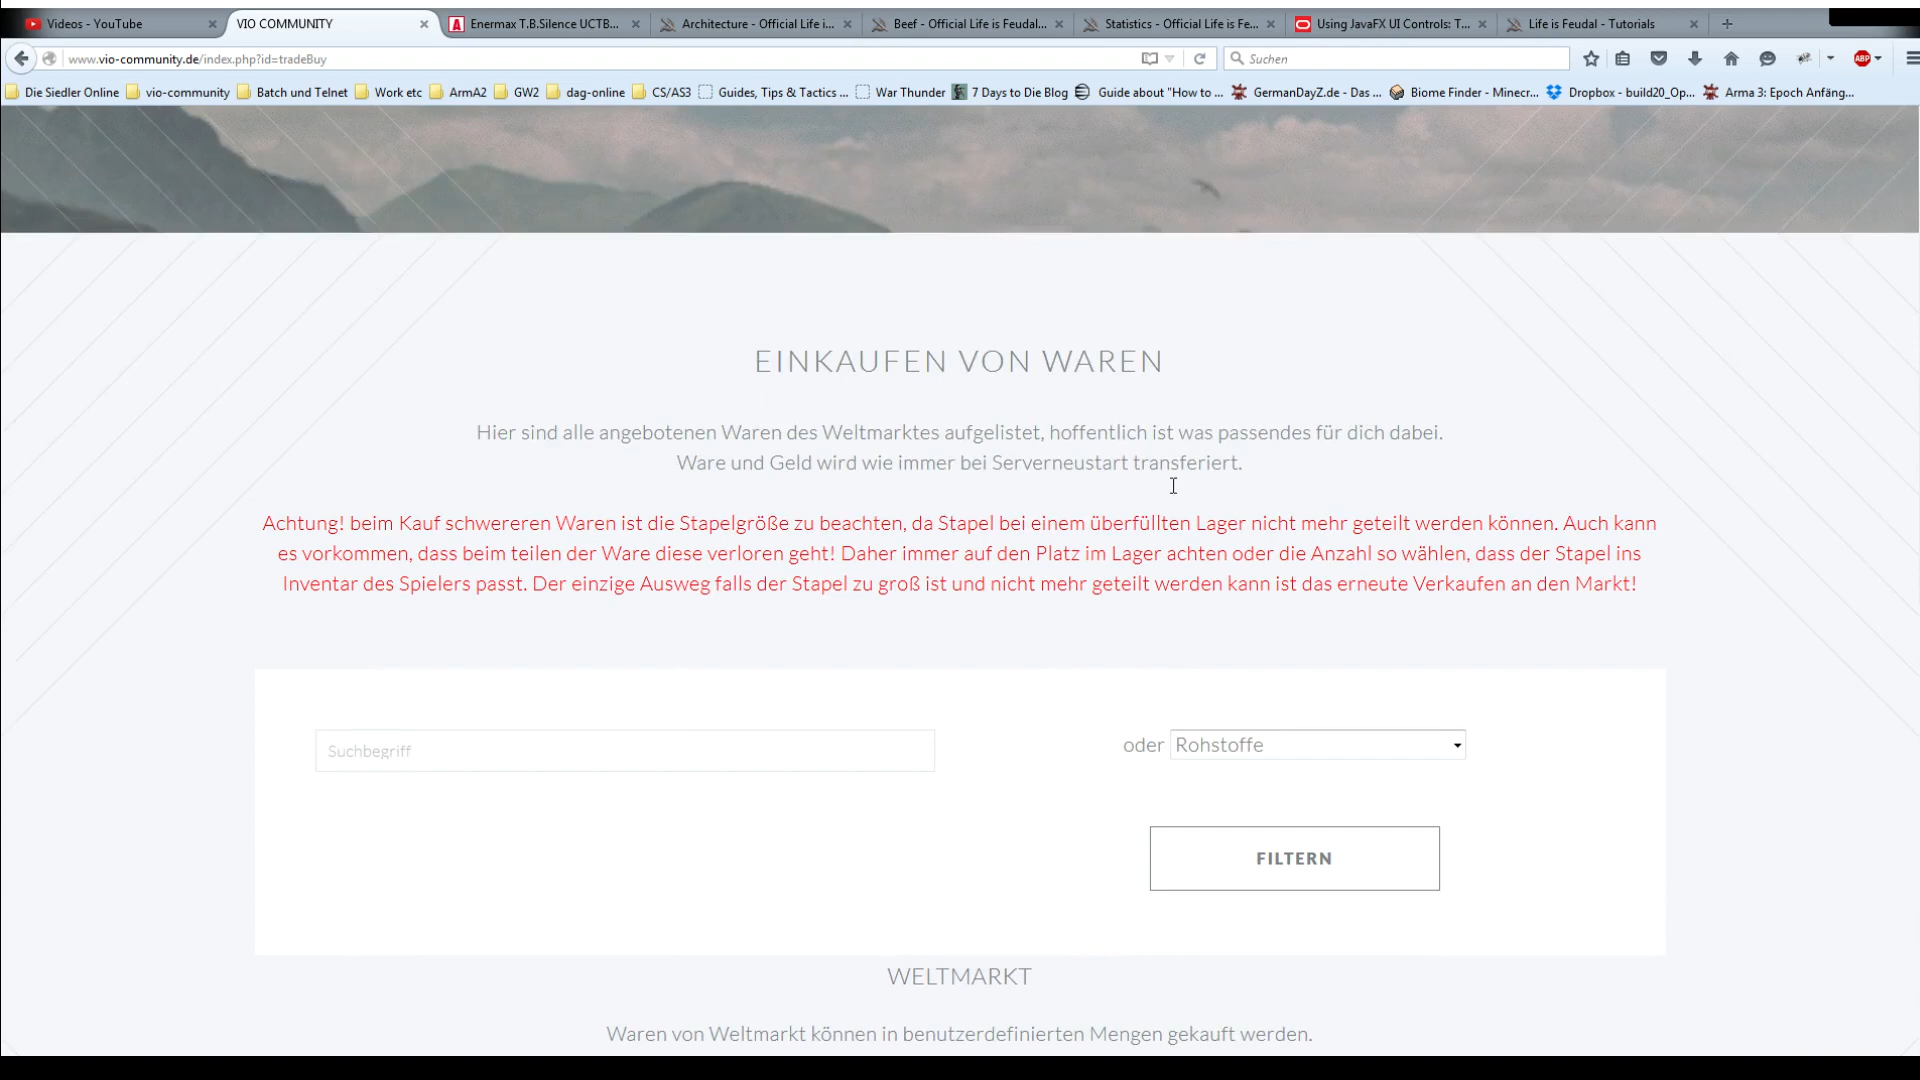 Videos - YouTube
VIO COMMUNITY
Enermax T.B.Silence UCTB...
Architecture - Official Life i...
Beef - Official Life is Feudal...
Statistics - Official Life is Fe...
Using JavaFX UI Controls: T...
Life is Feudal - Tutorials
www.vio-community.de/index.php?id=tradeBuy
Suchen
ABP
Die Siedler Online
vio-community
Batch und Telnet
Work etc
ArmA2
GW2
dag-online
CS/AS3
Guides, Tips & Tactics ...
War Thunder
7 Days to Die Blog
Guide about "How to ...
GermanDayZ.de - Das ...
Biome Finder - Minecr...
Dropbox - build20_Op...
Arma 3: Epoch Anfäng...
EINKAUFEN VON WAREN
Hier sind alle angebotenen Waren des Weltmarktes aufgelistet, hoffentlich ist was passendes für dich dabei.
Ware und Geld wird wie immer bei Serverneustart transferiert.
Achtung! beim Kauf schwereren Waren ist die Stapelgröße zu beachten, da Stapel bei einem überfüllten Lager nicht mehr geteilt werden können. Auch kann
es vorkommen, dass beim teilen der Ware diese verloren geht! Daher immer auf den Platz im Lager achten oder die Anzahl so wählen, dass der Stapel ins
Inventar des Spielers passt. Der einzige Ausweg falls der Stapel zu groß ist und nicht mehr geteilt werden kann ist das erneute Verkaufen an den Markt!
Suchbegriff
oder Rohstoffe
FILTERN
WELTMARKT
Waren von Weltmarkt können in benutzerdefinierten Mengen gekauft werden.